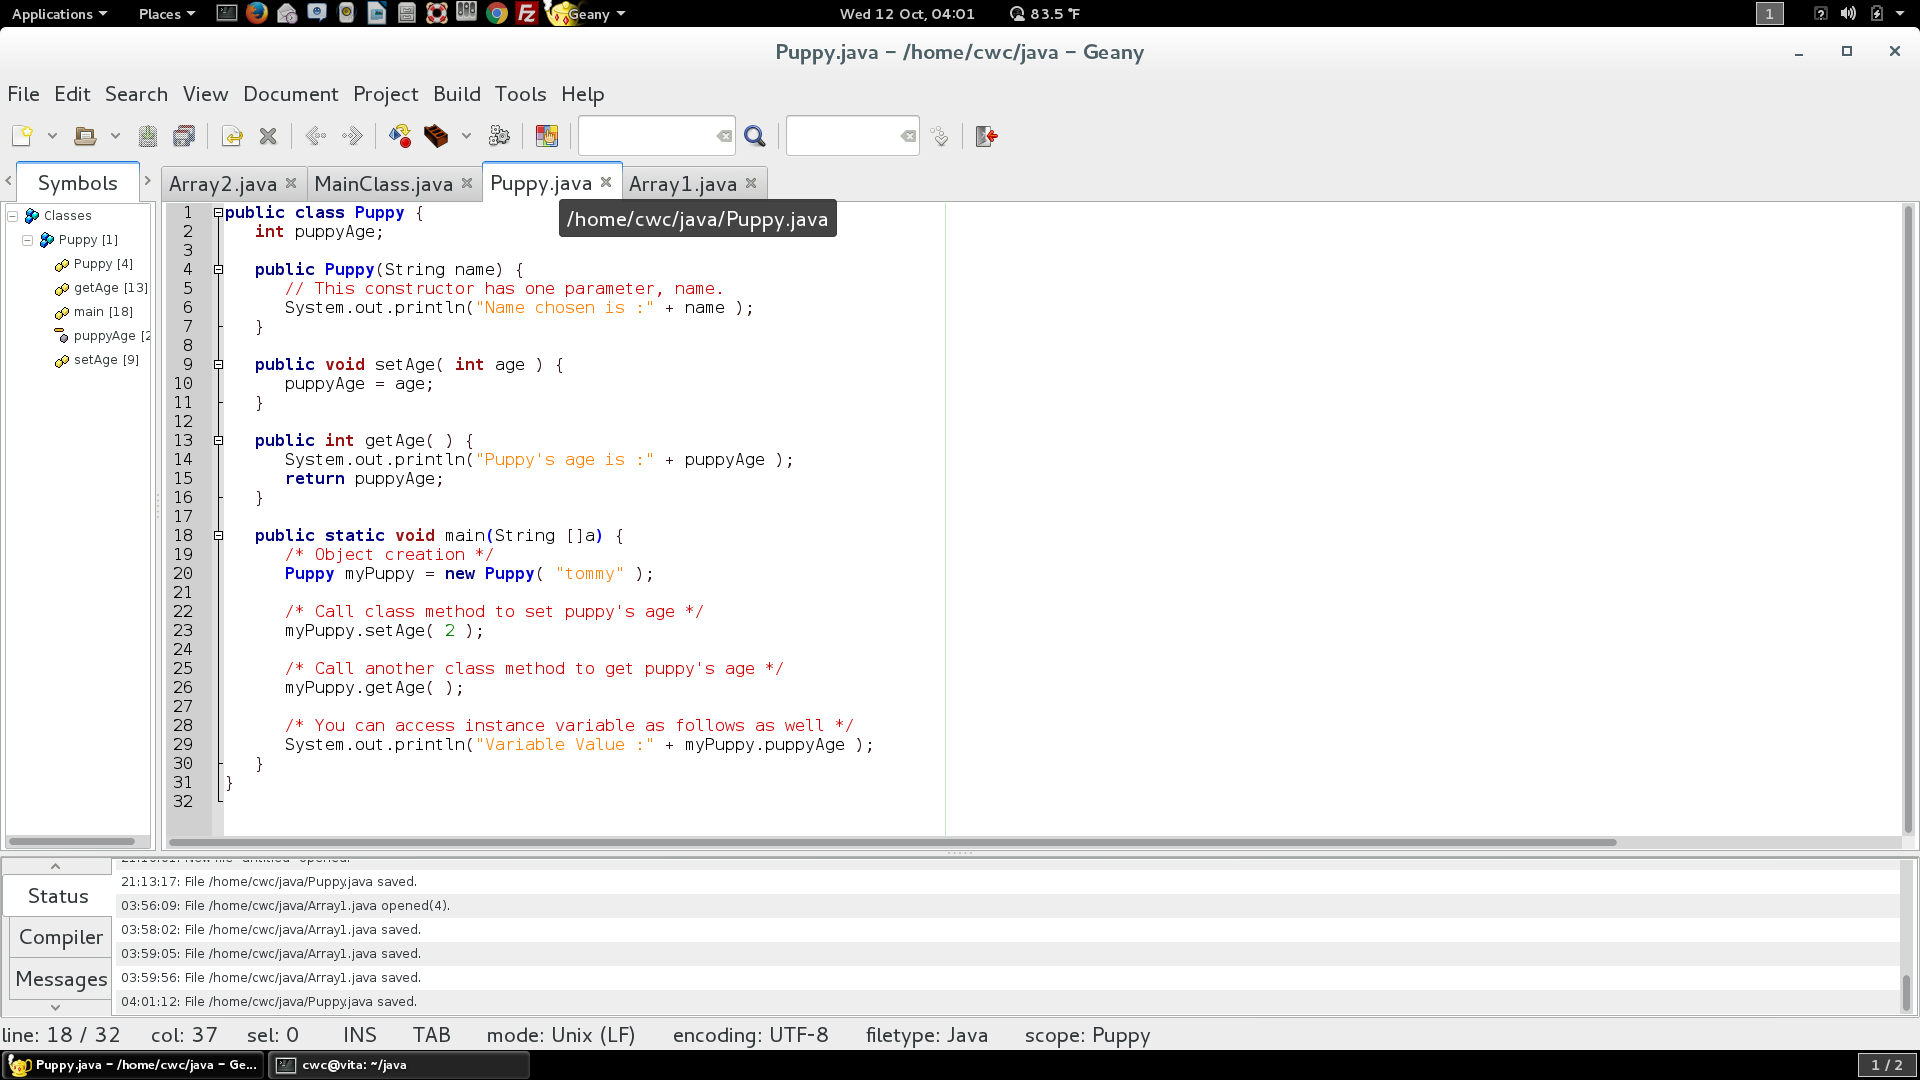 Applications Places Geany Wed 12 Oct, 04:01 83.5 °F 1
Puppy.java – /home/cwc/java – Geany
File Edit Search View Document Project Build Tools Help
Symbols Array2.java MainClass.java Puppy.java Array1.java
/home/cwc/java/Puppy.java
Classes
Puppy [1]
Puppy [4]
getAge [13]
main [18]
puppyAge [2
setAge [9]
1 public class Puppy {
2 int puppyAge;
3
4 public Puppy(String name) {
5 // This constructor has one parameter, name.
6 System.out.println("Name chosen is :" + name );
7 }
8
9 public void setAge( int age ) {
10 puppyAge = age;
11 }
12
13 public int getAge( ) {
14 System.out.println("Puppy's age is :" + puppyAge );
15 return puppyAge;
16 }
17
18 public static void main(String []a) {
19 /* Object creation */
20 Puppy myPuppy = new Puppy( "tommy" );
21
22 /* Call class method to set puppy's age */
23 myPuppy.setAge( 2 );
24
25 /* Call another class method to get puppy's age */
26 myPuppy.getAge( );
27
28 /* You can access instance variable as follows as well */
29 System.out.println("Variable Value :" + myPuppy.puppyAge );
30 }
31 }
32
Status
Compiler
Messages
21:13:17: File /home/cwc/java/Puppy.java saved.
03:56:09: File /home/cwc/java/Array1.java opened(4).
03:58:02: File /home/cwc/java/Array1.java saved.
03:59:05: File /home/cwc/java/Array1.java saved.
03:59:56: File /home/cwc/java/Array1.java saved.
04:01:12: File /home/cwc/java/Puppy.java saved.
line: 18 / 32 col: 37 sel: 0 INS TAB mode: Unix (LF) encoding: UTF-8 filetype: Java scope: Puppy
Puppy.java – /home/cwc/java – Ge... cwc@vita: ~/java 1 / 2